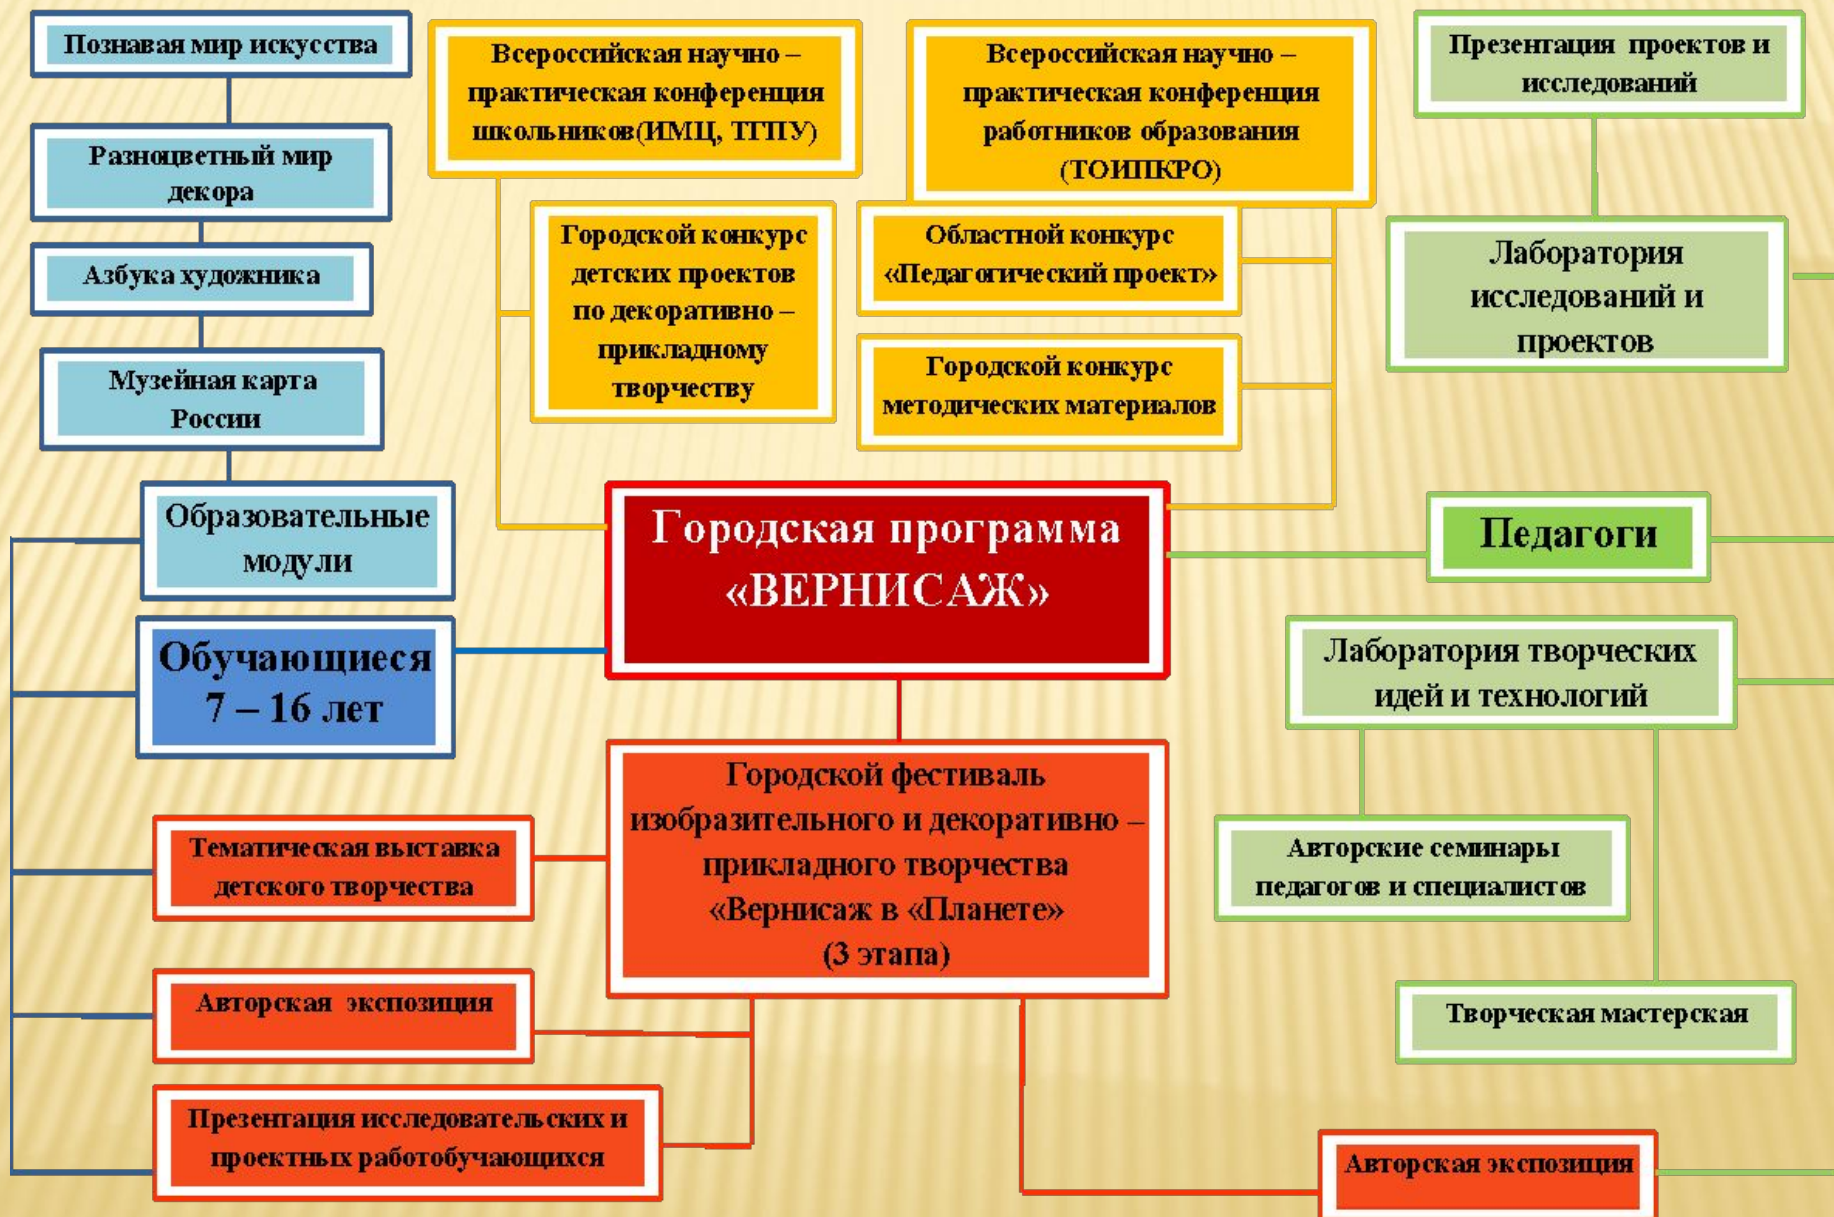 Познавая мир искусства
Разноцветный мир
декора
Азбука художника
Музейная карта
России
Образовательные
модули
Обучающиеся
7 – 16 лет
Всероссийская научно –
практическая конференция
школьников(ИМЦ, ТГПУ)
Городской конкурс
детских проектов
по декоративно –
прикладному
творчеству
Всероссийская научно –
практическая конференция
работников образования
(ТОИПКРО)
Областной конкурс
«Педагогический проект»
Городской конкурс
методических материалов
Презентация проектов и
исследований
Лаборатория
исследований и
проектов
Городская программа
«ВЕРНИСАЖ»
Педагоги
Лаборатория творческих
идей и технологий
Авторские семинары
педагогов и специалистов
Творческая мастерская
Городской фестиваль
изобразительного и декоративно –
прикладного творчества
«Вернисаж в «Планете»
(3 этапа)
Тематическая выставка
детского творчества
Авторская экспозиция
Презентация исследовательских и
проектных работобучающихся
Авторская экспозиция